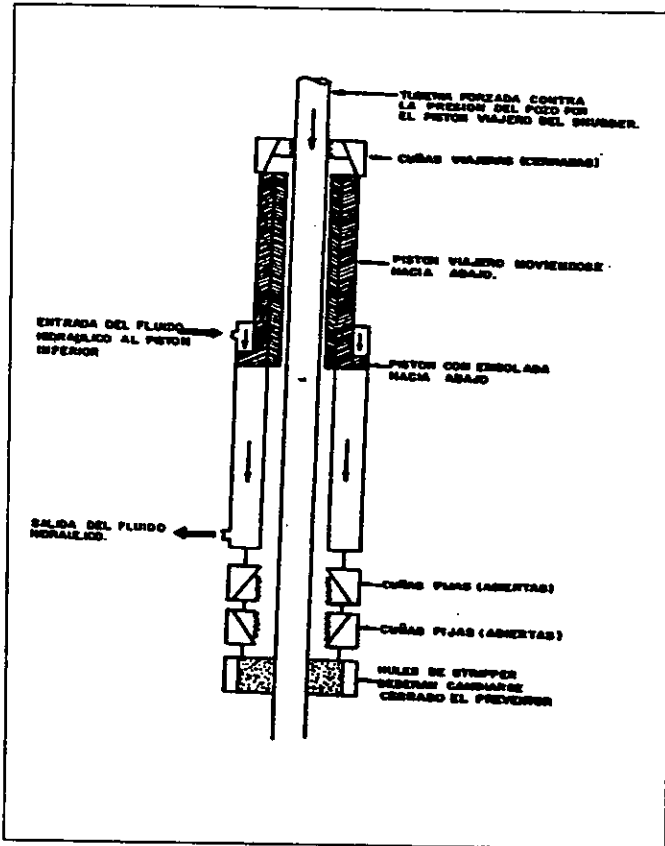 TUBERIA FORZADA CONTRA
LA PRESION DEL POZO POR
EL PISTON VIAJERO DEL SNUBBER.
CUÑAS VIAJERAS (CERRADAS)
PISTON VIAJERO MOVIENDOSE
HACIA ABAJO.
ENTRADA DEL FLUIDO
HIDRAULICO AL PISTON
INFERIOR
PISTON CON EMBOLADA
HACIA ABAJO
SALIDA DEL FLUIDO
HIDRAULICO.
CUÑAS FIJAS (ABIERTAS)
CUÑAS FIJAS (ABIERTAS)
HULES DE STRIPPER
DEBERAN CAMBIARSE
CERRADO EL PREVENTOR